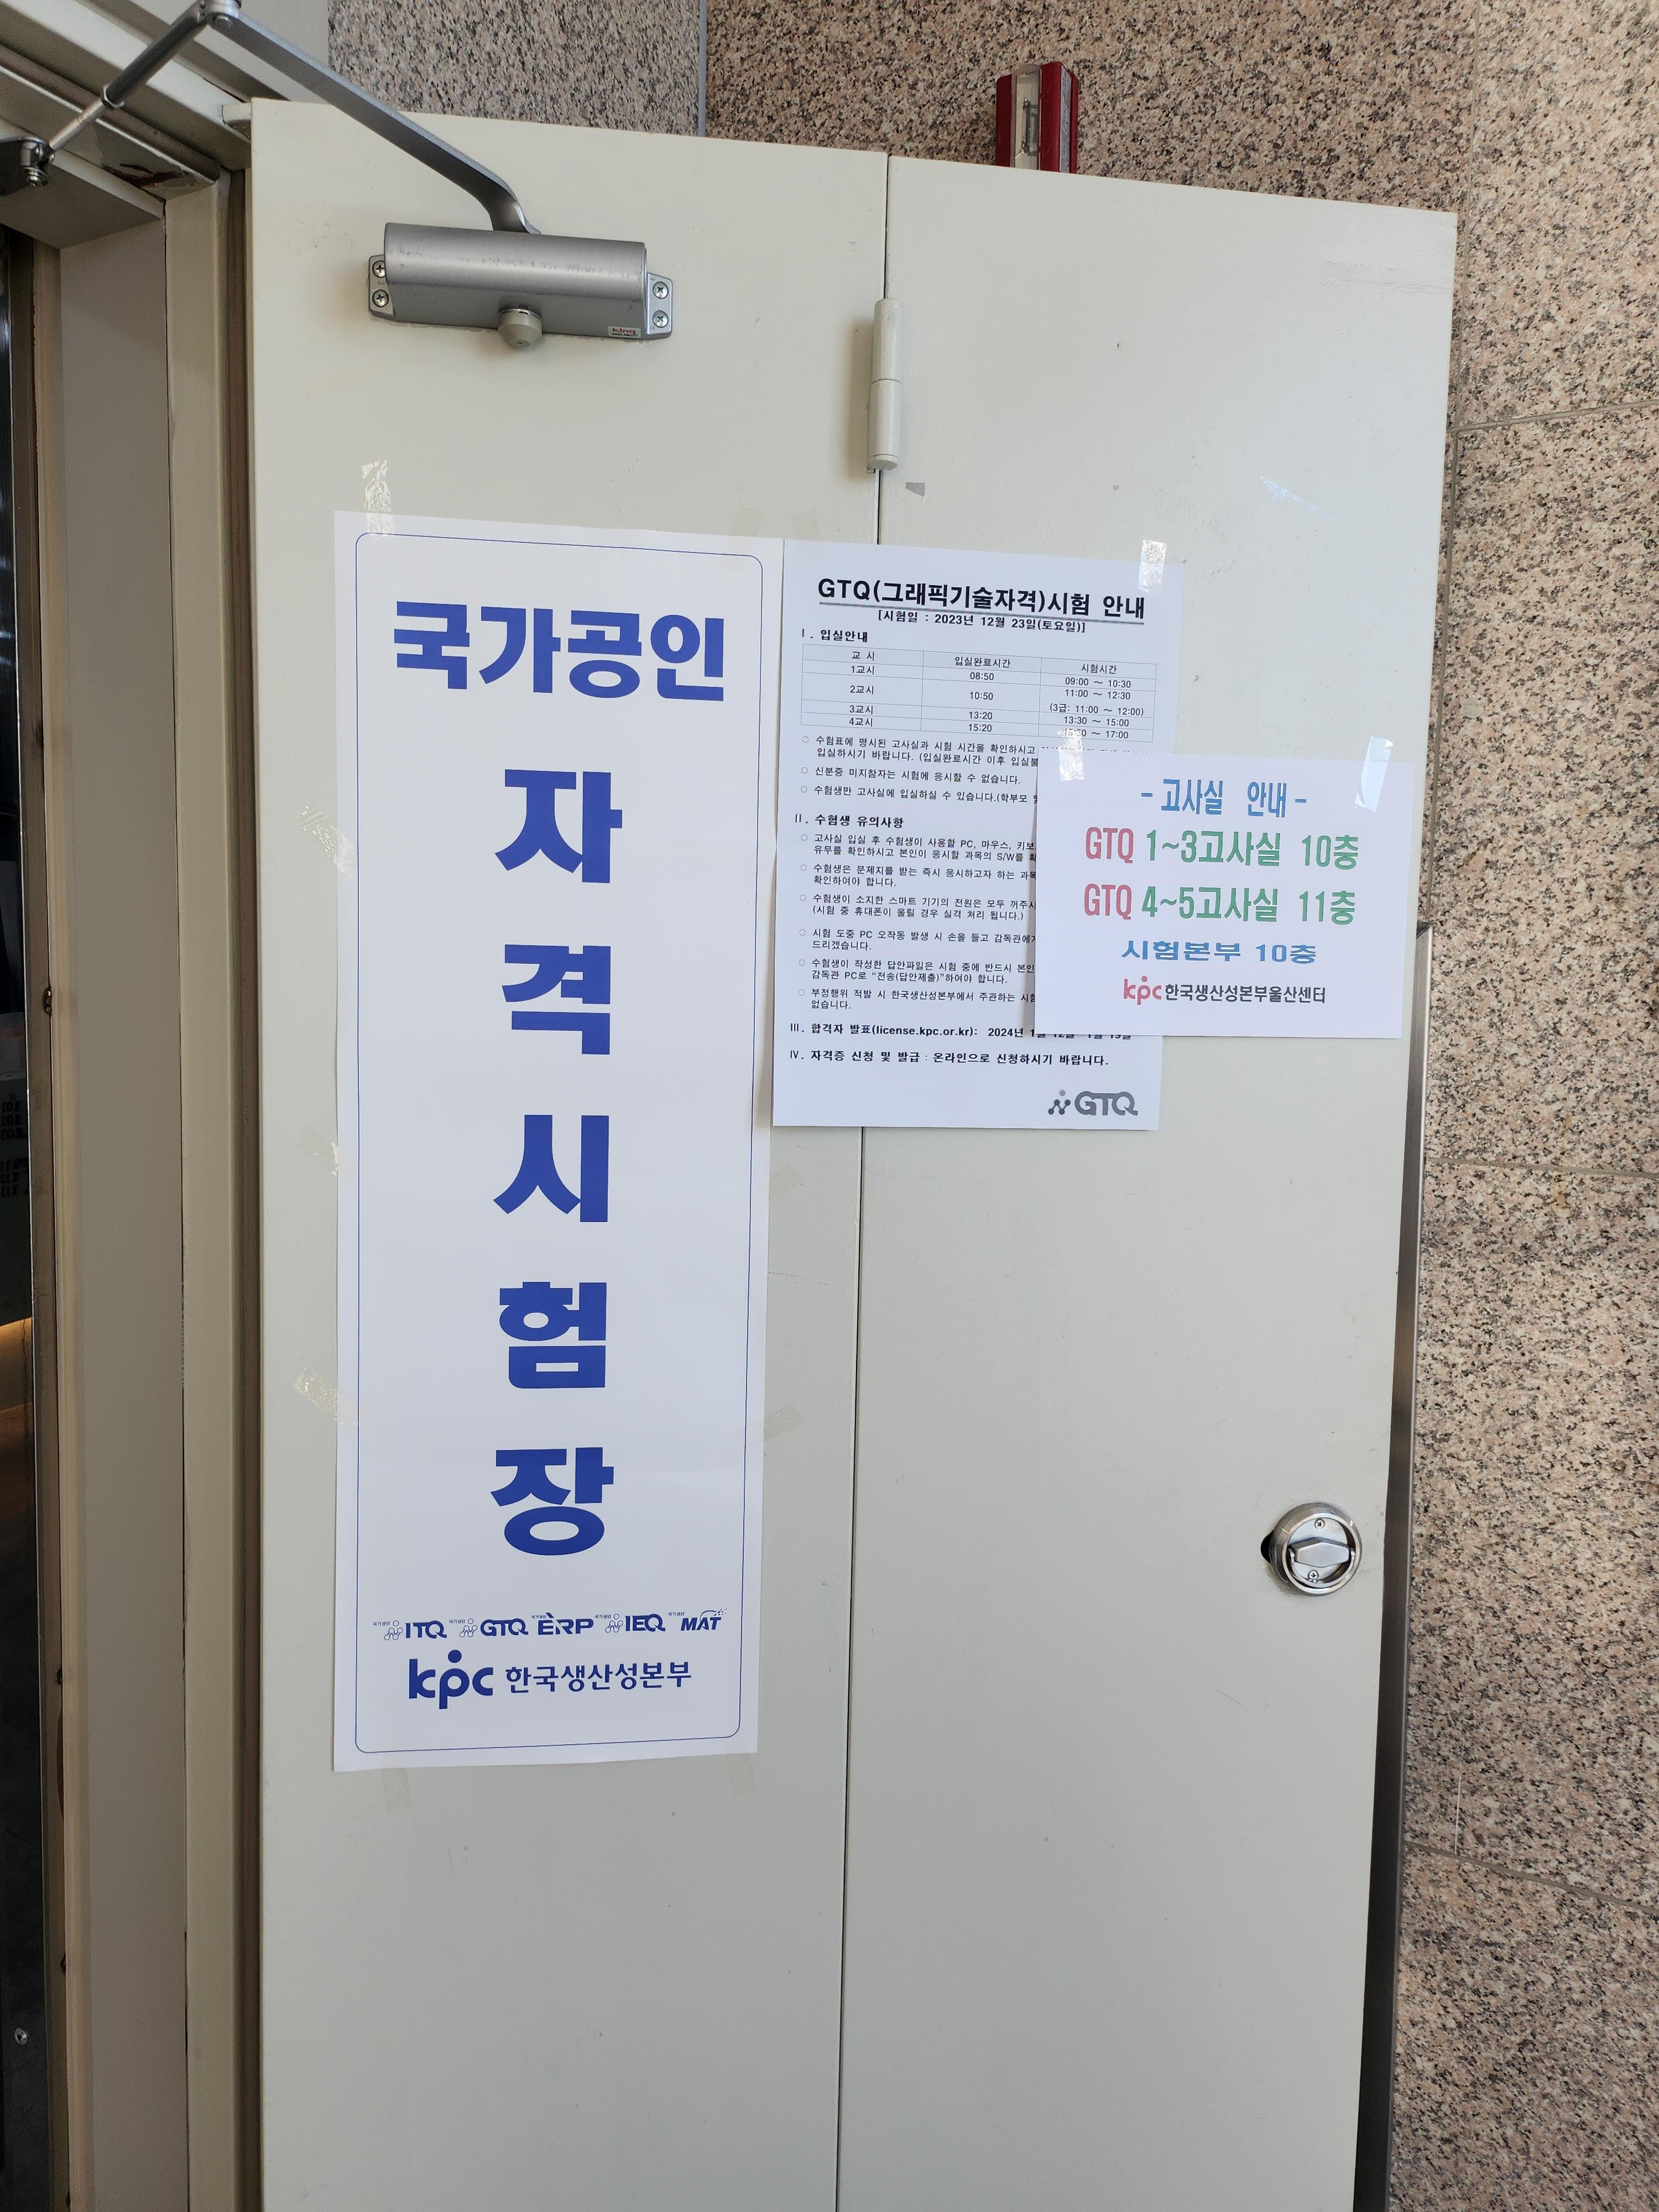 국가공인
자
격
시
험
장
국가공인 ITQ 국가공인 GTQ 국가공인 ERP 국가공인 IEQ 국가공인 MAT
kpc 한국생산성본부
GTQ(그래픽기술자격)시험 안내
[시험일 : 2023년 12월 23일(토요일)]
Ⅰ. 입실안내
교 시 입실완료시간 시험시간
1교시 08:50 09:00 ~ 10:30
2교시 10:50 11:00 ~ 12:30
(3급: 11:00 ~ 12:00)
3교시 13:20 13:30 ~ 15:00
4교시 15:20 15:30 ~ 17:00
○ 수험표에 명시된 고사실과 시험 시간을 확인하시고
입실하시기 바랍니다. (입실완료시간 이후 입실불
○ 신분증 미지참자는 시험에 응시할 수 없습니다.
○ 수험생만 고사실에 입실하실 수 있습니다.(학부모
Ⅱ. 수험생 유의사항
○ 고사실 입실 후 수험생이 사용할 PC, 마우스, 키보
유무를 확인하시고 본인이 응시할 과목의 S/W를
○ 수험생은 문제지를 받는 즉시 응시하고자 하는 과목
확인하여야 합니다.
○ 수험생이 소지한 스마트 기기의 전원은 모두 꺼주시
(시험 중 휴대폰이 울릴 경우 실격 처리 됩니다.)
○ 시험 도중 PC 오작동 발생 시 손을 들고 감독관에게
드리겠습니다.
○ 수험생이 작성한 답안파일은 시험 중에 반드시 본인
감독관 PC로 "전송(답안제출)"하여야 합니다.
○ 부정행위 적발 시 한국생산성본부에서 주관하는 시험
없습니다.
Ⅲ. 합격자 발표(license.kpc.or.kr): 2024년
Ⅳ. 자격증 신청 및 발급 : 온라인으로 신청하시기 바랍니다.
GTQ
- 고사실 안내 -
GTQ 1~3고사실 10층
GTQ 4~5고사실 11층
시험본부 10층
kpc 한국생산성본부울산센터
king